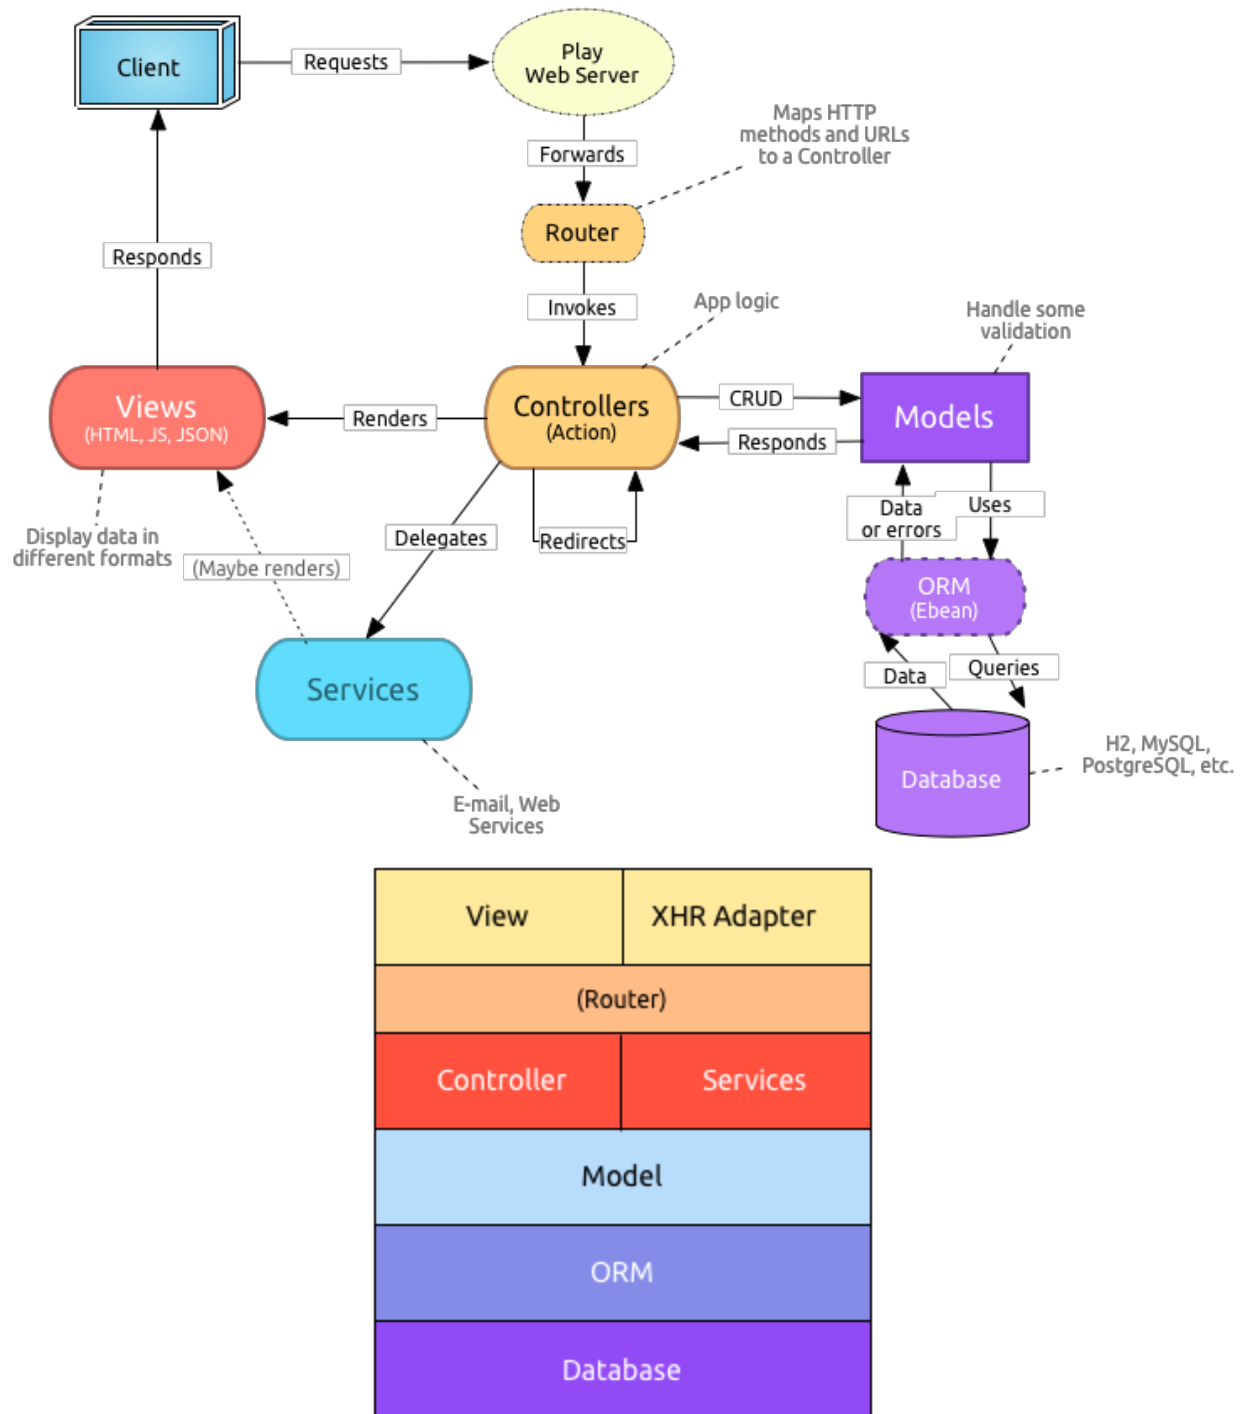 Client
Requests
Play
Web Server
Maps HTTP
methods and URLs
to a Controller
Forwards
Router
Responds
Invokes
App logic
Handle some
validation
Views
(HTML, JS, JSON)
Renders
Controllers
(Action)
CRUD
Responds
Models
Display data in
different formats
(Maybe renders)
Delegates
Redirects
Data
or errors
Uses
ORM
(Ebean)
Data
Queries
Services
Database
H2, MySQL,
PostgreSQL, etc.
E-mail, Web
Services
View
XHR Adapter
(Router)
Controller
Services
Model
ORM
Database